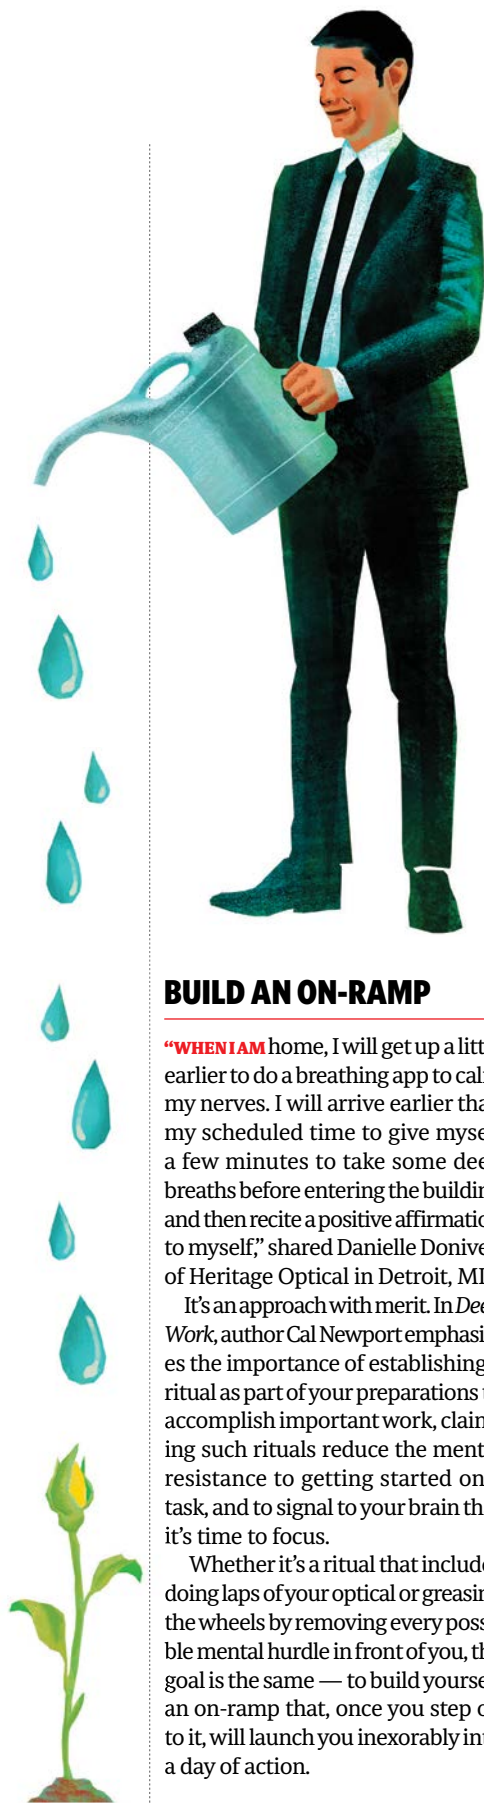 BUILD AN ON-RAMP
“WHEN I AM home, I will get up a litt
earlier to do a breathing app to cal
my nerves. I will arrive earlier tha
my scheduled time to give myse
a few minutes to take some dee
breaths before entering the buildin
and then recite a positive affirmatio
to myself,” shared Danielle Donive
of Heritage Optical in Detroit, MI
It’s an approach with merit. In Dee
Work, author Cal Newport emphasi
es the importance of establishing
ritual as part of your preparations t
accomplish important work, claim
ing such rituals reduce the ment
resistance to getting started on
task, and to signal to your brain th
it’s time to focus.
Whether it’s a ritual that include
doing laps of your optical or greasin
the wheels by removing every poss
ble mental hurdle in front of you, th
goal is the same — to build yourse
an on-ramp that, once you step o
to it, will launch you inexorably int
a day of action.